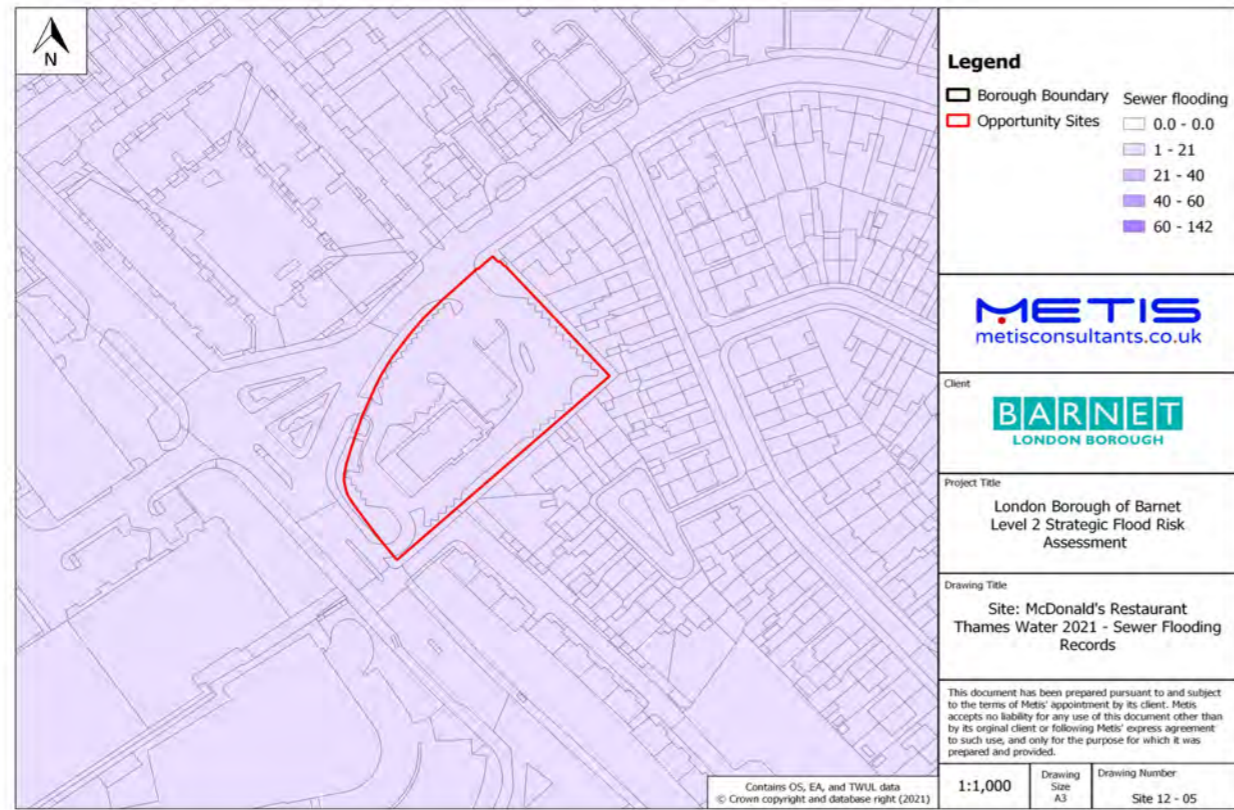 N
Legend
Borough Boundary
Opportunity Sites
Sewer flooding
0.0 - 0.0
1 - 21
21 - 40
40 - 60
60 - 142
METIS
metisconsultants.co.uk
Client
BARNET
LONDON BOROUGH
Project Title
London Borough of Barnet
Level 2 Strategic Flood Risk
Assessment
Drawing Title
Site: McDonald's Restaurant
Thames Water 2021 - Sewer Flooding
Records
This document has been prepared pursuant to and subject
to the terms of Metis' appointment by its client. Metis
accepts no liability for any use of this document other than
by its orginal client or following Metis' express agreement
to such use, and only for the purpose for which it was
prepared and provided.
Contains OS, EA, and TWUL data
© Crown copyright and database right (2021)
1:1,000
Drawing
Size
A3
Drawing Number
Site 12 - 05